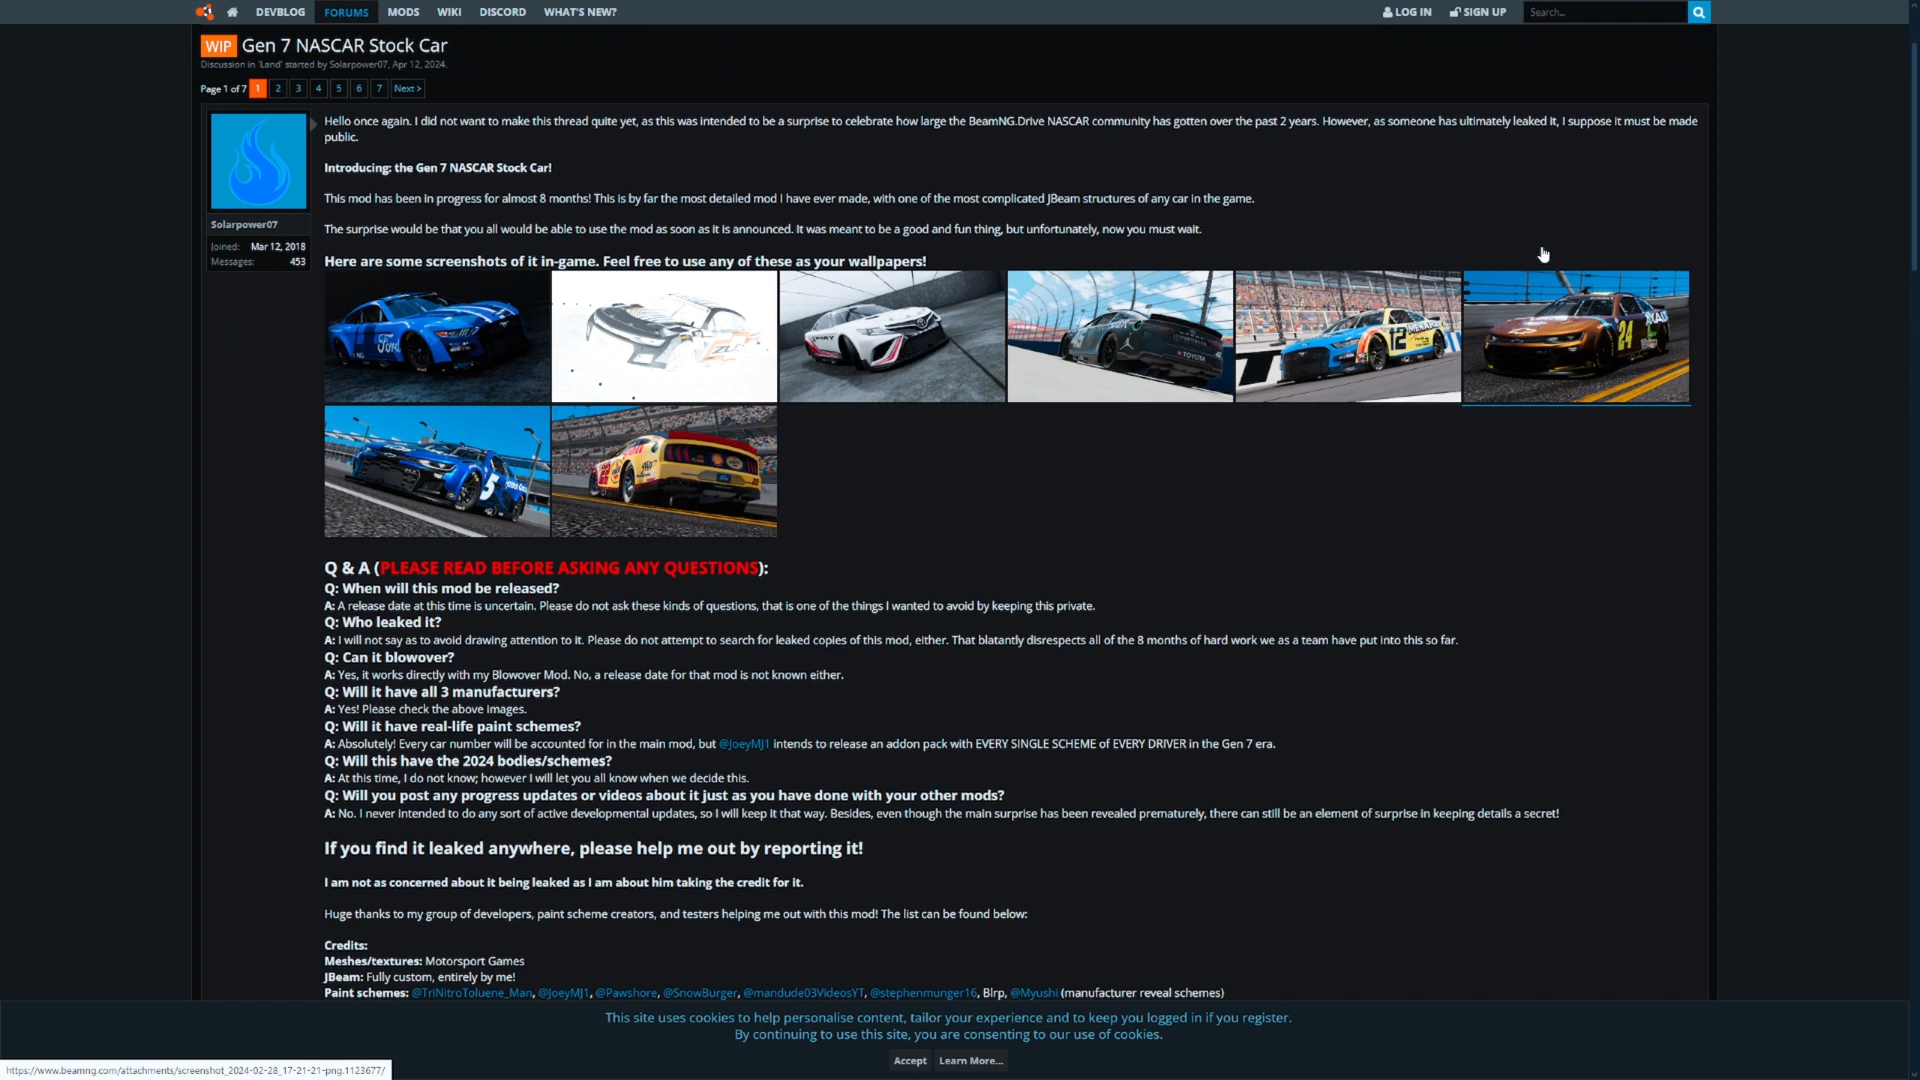 DEVBLOG FORUMS MODS WIKI DISCORD WHAT'S NEW? LOG IN SIGN UP Search...
WIP Gen 7 NASCAR Stock Car
Discussion in 'Land' started by Solarpower07, Apr 12, 2024.
Page 1 of 7 1 2 3 4 5 6 7 Next >
Solarpower07
Joined: Mar 12, 2018
Messages: 453
Hello once again. I did not want to make this thread quite yet, as this was intended to be a surprise to celebrate how large the BeamNG.Drive NASCAR community has gotten over the past 2 years. However, as someone has ultimately leaked it, I suppose it must be made
public.
Introducing: the Gen 7 NASCAR Stock Car!
This mod has been in progress for almost 8 months! This is by far the most detailed mod I have ever made, with one of the most complicated JBeam structures of any car in the game.
The surprise would be that you all would be able to use the mod as soon as it is announced. It was meant to be a good and fun thing, but unfortunately, now you must wait.
Here are some screenshots of it in-game. Feel free to use any of these as your wallpapers!
Ford
TOYOTA
12
24
5
22
Q & A (PLEASE READ BEFORE ASKING ANY QUESTIONS):
Q: When will this mod be released?
A: A release date at this time is uncertain. Please do not ask these kinds of questions, that is one of the things I wanted to avoid by keeping this private.
Q: Who leaked it?
A: I will not say as to avoid drawing attention to it. Please do not attempt to search for leaked copies of this mod, either. That blatantly disrespects all of the 8 months of hard work we as a team have put into this so far.
Q: Can it blowover?
A: Yes, it works directly with my Blowover Mod. No, a release date for that mod is not known either.
Q: Will it have all 3 manufacturers?
A: Yes! Please check the above images.
Q: Will it have real-life paint schemes?
A: Absolutely! Every car number will be accounted for in the main mod, but @JoeyMJ1 intends to release an addon pack with EVERY SINGLE SCHEME of EVERY DRIVER in the Gen 7 era.
Q: Will this have the 2024 bodies/schemes?
A: At this time, I do not know; however I will let you all know when we decide this.
Q: Will you post any progress updates or videos about it just as you have done with your other mods?
A: No. I never intended to do any sort of active developmental updates, so I will keep it that way. Besides, even though the main surprise has been revealed prematurely, there can still be an element of surprise in keeping details a secret!
If you find it leaked anywhere, please help me out by reporting it!
I am not as concerned about it being leaked as I am about him taking the credit for it.
Huge thanks to my group of developers, paint scheme creators, and testers helping me out with this mod! The list can be found below:
Credits:
Meshes/textures: Motorsport Games
JBeam: Fully custom, entirely by me!
Paint schemes: @TriNitroToluene_Man, @JoeyMJ1, @Pawshore, @SnowBurger, @mandude03VideosYT, @stephenmunger16, Blrp, @Myushi (manufacturer reveal schemes)
This site uses cookies to help personalise content, tailor your experience and to keep you logged in if you register.
By continuing to use this site, you are consenting to our use of cookies.
Accept Learn More...
https://www.beamng.com/attachments/screenshot_2024-02-28_17-21-21-png.1123677/